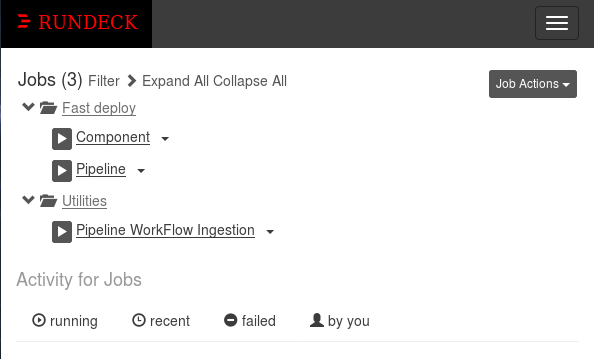 RUNDECK
Jobs (3) Filter Expand All Collapse All
Job Actions
Fast deploy
Component
Pipeline
Utilities
Pipeline WorkFlow Ingestion
Activity for Jobs
running recent failed by you